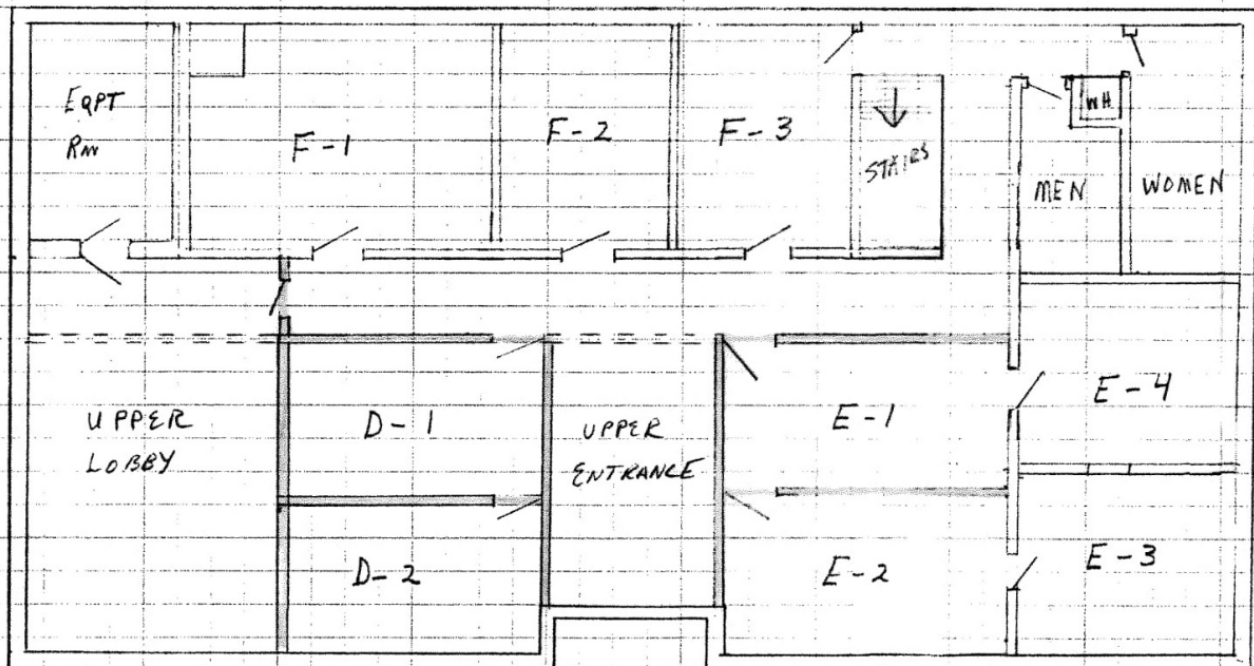 EQPT
RM
F-1
F-2
F-3
STAIRS
WH
MEN
WOMEN
UPPER
LOBBY
D-1
UPPER
ENTRANCE
E-1
E-4
D-2
E-2
E-3